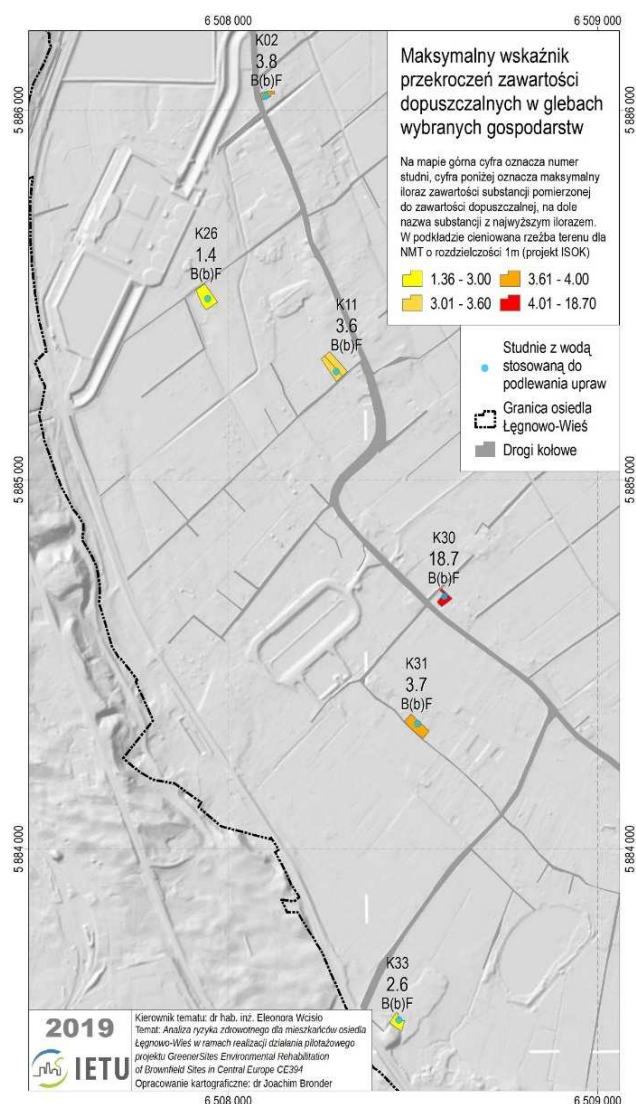 6 508 000
6 509 000
K02
3.8
B(b)F
5 886 000
5 886 000
Maksymalny wskaźnik
przekroczeń zawartości
dopuszczalnych w glebach
wybranych gospodarstw
Na mapie górna cyfra oznacza numer
studni, cyfra poniżej oznacza maksymalny
iloraz zawartości substancji pomierzonej
do zawartości dopuszczalnej, na dole
nazwa substancji z najwyższym ilorazem.
W podkładzie cieniowana rzeźba terenu dla
NMT o rozdzielczości 1m (projekt ISOK)
1.36 - 3.00
3.61 - 4.00
3.01 - 3.60
4.01 - 18.70
Studnie z wodą
stosowaną do
podlewania upraw
Granica osiedla
Łęgnowo-Wieś
Drogi kołowe
K26
1.4
B(b)F
K11
3.6
B(b)F
5 885 000
5 885 000
K30
18.7
B(b)F
K31
3.7
B(b)F
5 884 000
5 884 000
K33
2.6
B(b)F
2019
IETU
Kierownik tematu: dr hab. inż. Eleonora Wcisło
Temat: Analiza ryzyka zdrowotnego dla mieszkańców osiedla
Łęgnowo-Wieś w ramach realizacji działania pilotażowego
projektu GreenerSites Environmental Rehabilitation
of Brownfield Sites in Central Europe CE394
Opracowanie kartograficzne: dr Joachim Bronder
6 508 000
6 509 000